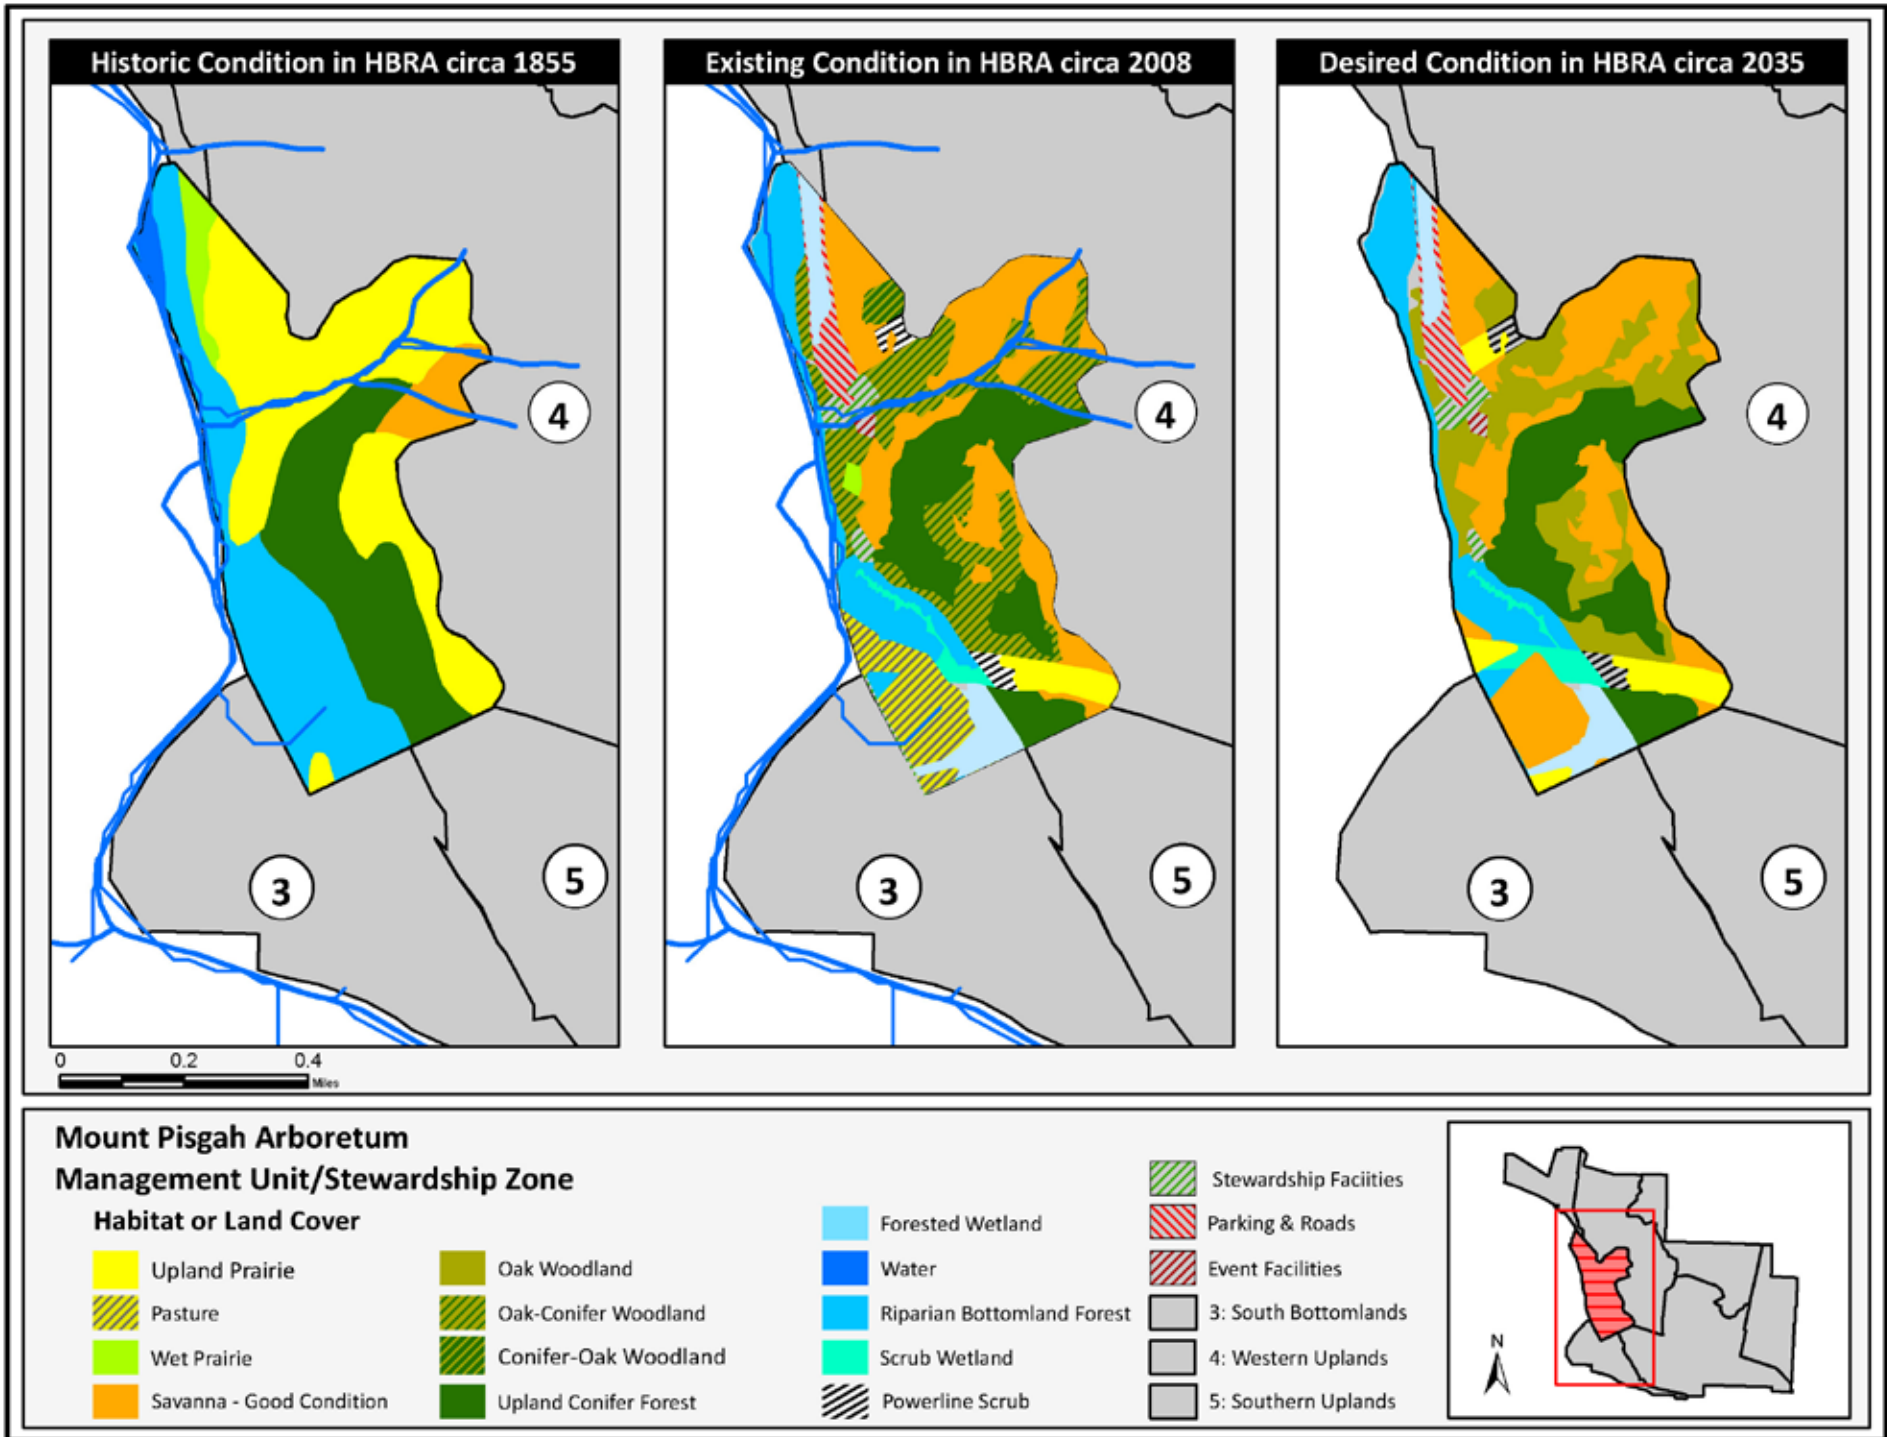 Historic Condition in HBRA circa 1855
Existing Condition in HBRA circa 2008
Desired Condition in HBRA circa 2035
4
3
5
4
3
5
4
3
5
0 0.2 0.4
Miles
Mount Pisgah Arboretum
Management Unit/Stewardship Zone
Habitat or Land Cover
Upland Prairie
Pasture
Wet Prairie
Savanna - Good Condition
Oak Woodland
Oak-Conifer Woodland
Conifer-Oak Woodland
Upland Conifer Forest
Forested Wetland
Water
Riparian Bottomland Forest
Scrub Wetland
Powerline Scrub
Stewardship Faciities
Parking & Roads
Event Facilities
3: South Bottomlands
4: Western Uplands
5: Southern Uplands
N